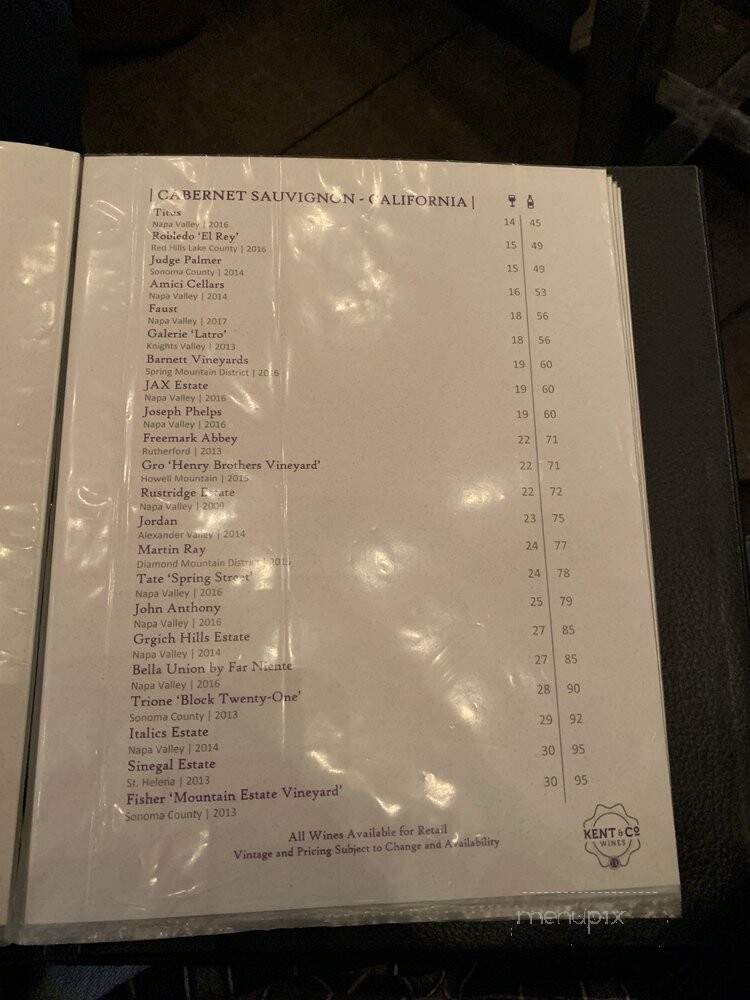 | CABERNET SAUVIGNON - CALIFORNIA |
Titus 14 45
Napa Valley | 2016
Robledo ‘El Rey’ 15 49
Red Hills Lake County | 2016
Judge Palmer 15 49
Sonoma County | 2014
Amici Cellars 16 53
Napa Valley | 2014
Faust 18 56
Napa Valley | 2017
Galerie ‘Latro’ 18 56
Knights Valley | 2013
Barnett Vineyards 19 60
Spring Mountain District | 2016
JAX Estate 19 60
Napa Valley | 2016
Joseph Phelps 19 60
Napa Valley | 2016
Freemark Abbey 22 71
Rutherford | 2013
Gro ‘Henry Brothers Vineyard’ 22 71
Howell Mountain | 2015
Rustridge Estate 22 72
Napa Valley | 2009
Jordan 23 75
Alexander Valley | 2014
Martin Ray 24 77
Diamond Mountain District | 2015
Tate ‘Spring Street’ 24 78
Napa Valley | 2016
John Anthony 25 79
Napa Valley | 2016
Grgich Hills Estate 27 85
Napa Valley | 2014
Bella Union by Far Niente 27 85
Napa Valley | 2016
Trione ‘Block Twenty-One’ 28 90
Sonoma County | 2013
Italics Estate 29 92
Napa Valley | 2014
Sinegal Estate 30 95
St. Helena | 2013
Fisher ‘Mountain Estate Vineyard’ 30 95
Sonoma County | 2013
All Wines Available for Retail
Vintage and Pricing Subject to Change and Availability
KENT & CO
WINES
menupix